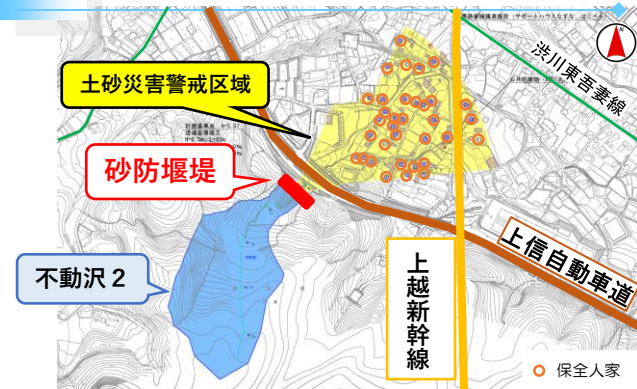 土砂災害警戒区域
渋川東吾妻線
砂防堰堤
不動沢２
上越新幹線
上信自動車道
保全人家